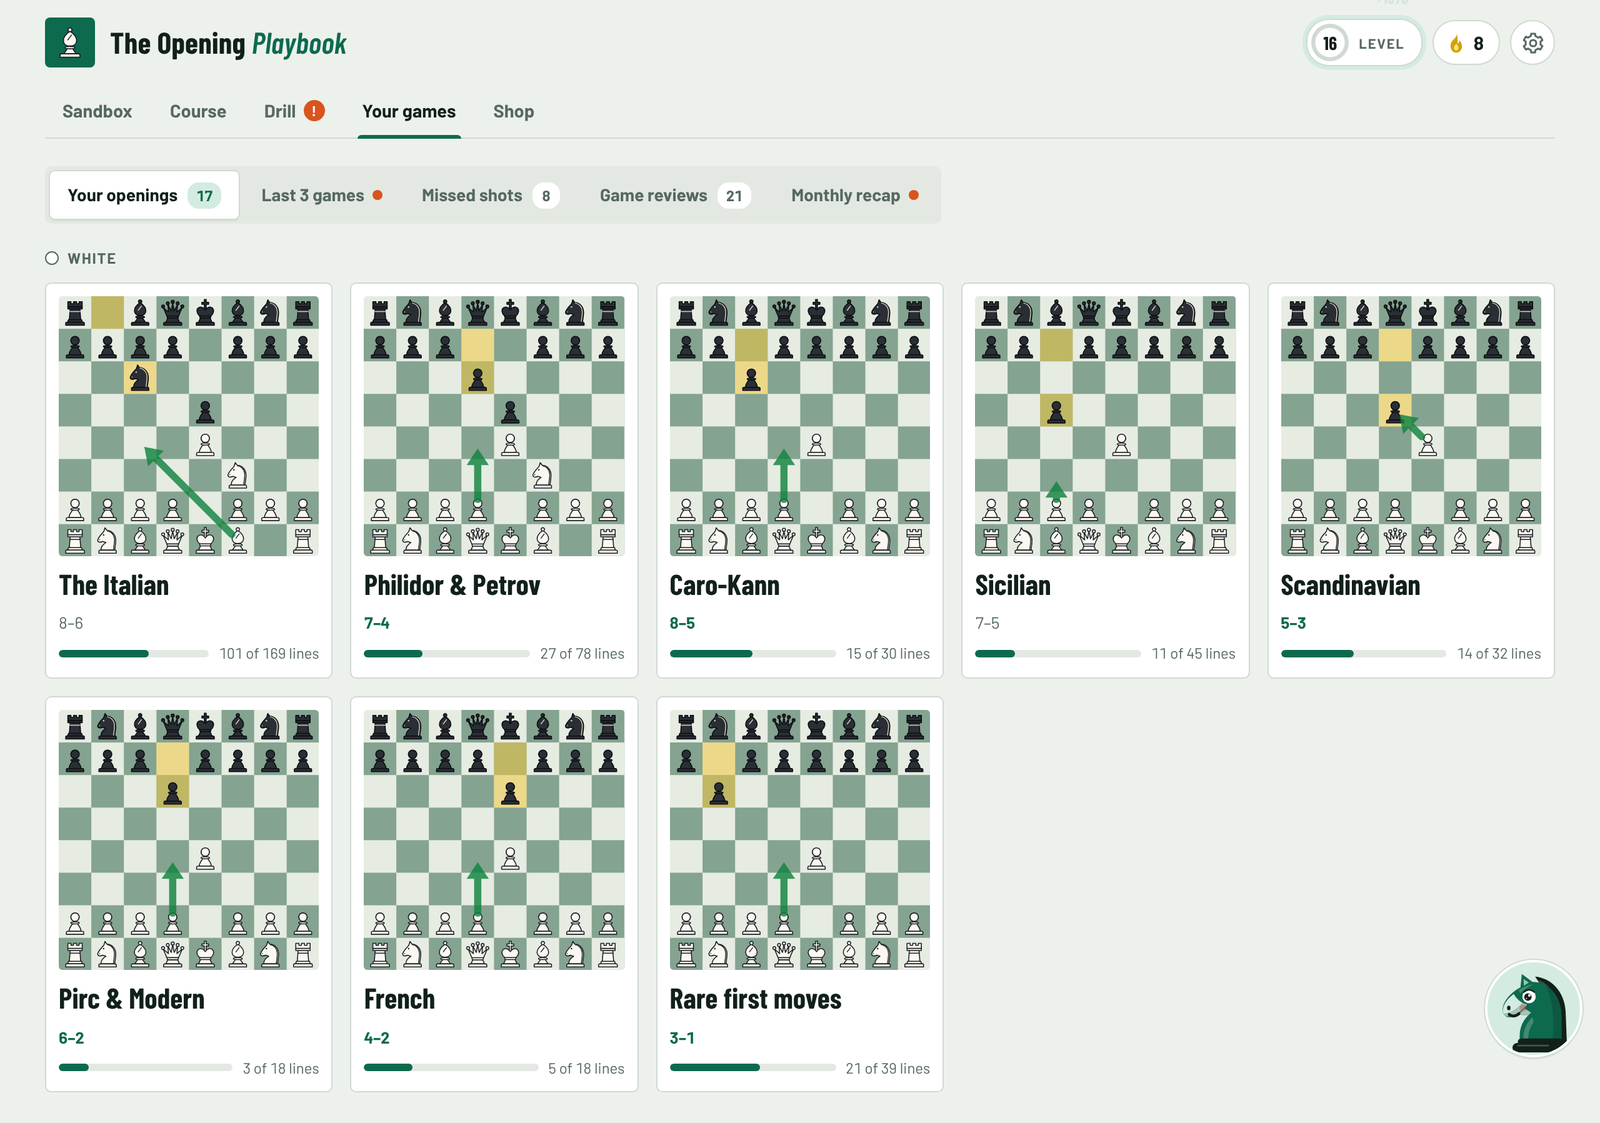 The Opening Playbook
16 LEVEL
8
Sandbox Course Drill ! Your games Shop
Your openings 17 Last 3 games Missed shots 8 Game reviews 21 Monthly recap
WHITE
The Italian
8–6
101 of 169 lines
Philidor & Petrov
7–4
27 of 78 lines
Caro-Kann
8–5
15 of 30 lines
Sicilian
7–5
11 of 45 lines
Scandinavian
5–3
14 of 32 lines
Pirc & Modern
6–2
3 of 18 lines
French
4–2
5 of 18 lines
Rare first moves
3–1
21 of 39 lines